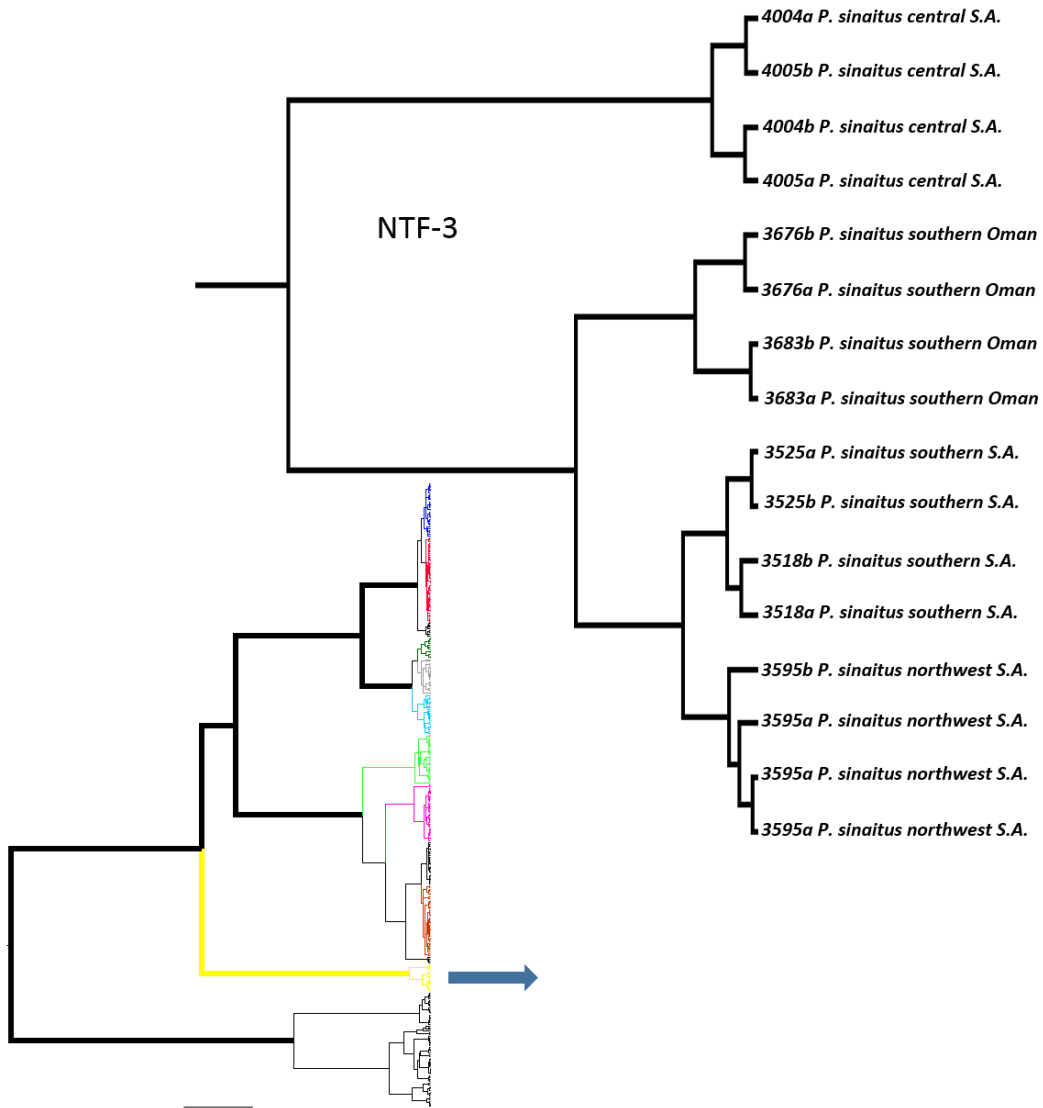 4004a P. sinaitus central S.A.
4005b P. sinaitus central S.A.
4004b P. sinaitus central S.A.
4005a P. sinaitus central S.A.
NTF-3
3676b P. sinaitus southern Oman
3676a P. sinaitus southern Oman
3683b P. sinaitus southern Oman
3683a P. sinaitus southern Oman
3525a P. sinaitus southern S.A.
3525b P. sinaitus southern S.A.
3518b P. sinaitus southern S.A.
3518a P. sinaitus southern S.A.
3595b P. sinaitus northwest S.A.
3595a P. sinaitus northwest S.A.
3595a P. sinaitus northwest S.A.
3595a P. sinaitus northwest S.A.